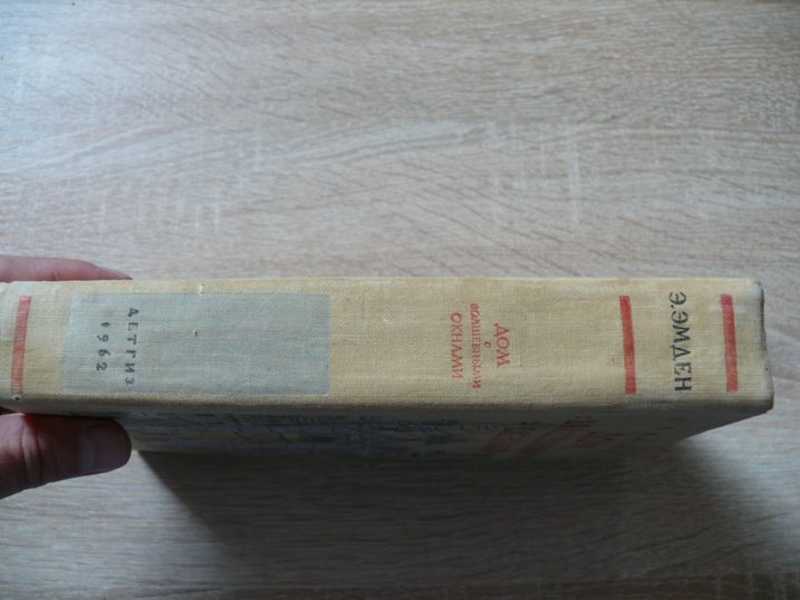 Э. ЭМДЕН
ДОМ
С
ВОЛШЕБНЫМИ
ОКНАМИ
ДЕТГИЗ
1962